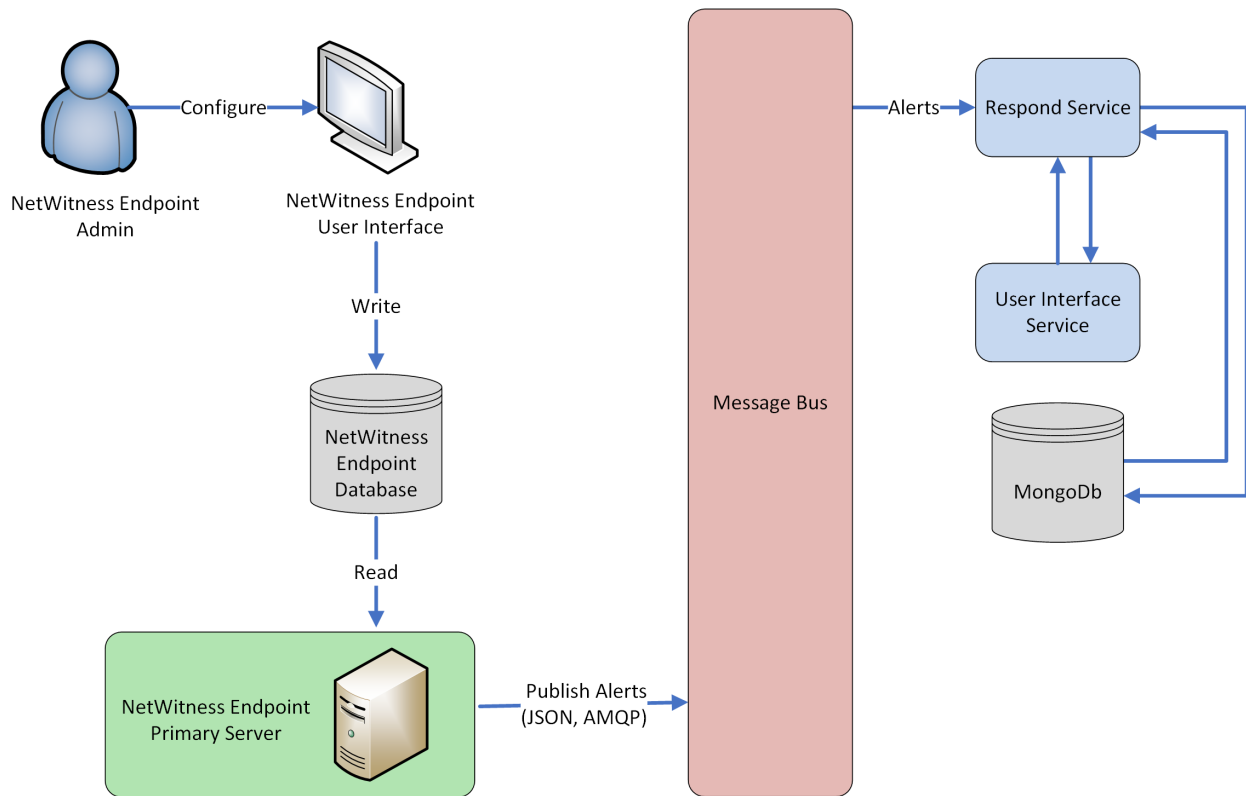 Configure
NetWitness Endpoint
Admin
NetWitness Endpoint
User Interface
Write
NetWitness
Endpoint
Database
Read
NetWitness Endpoint
Primary Server
Publish Alerts
(JSON, AMQP)
Message Bus
Alerts
Respond Service
User Interface
Service
MongoDb